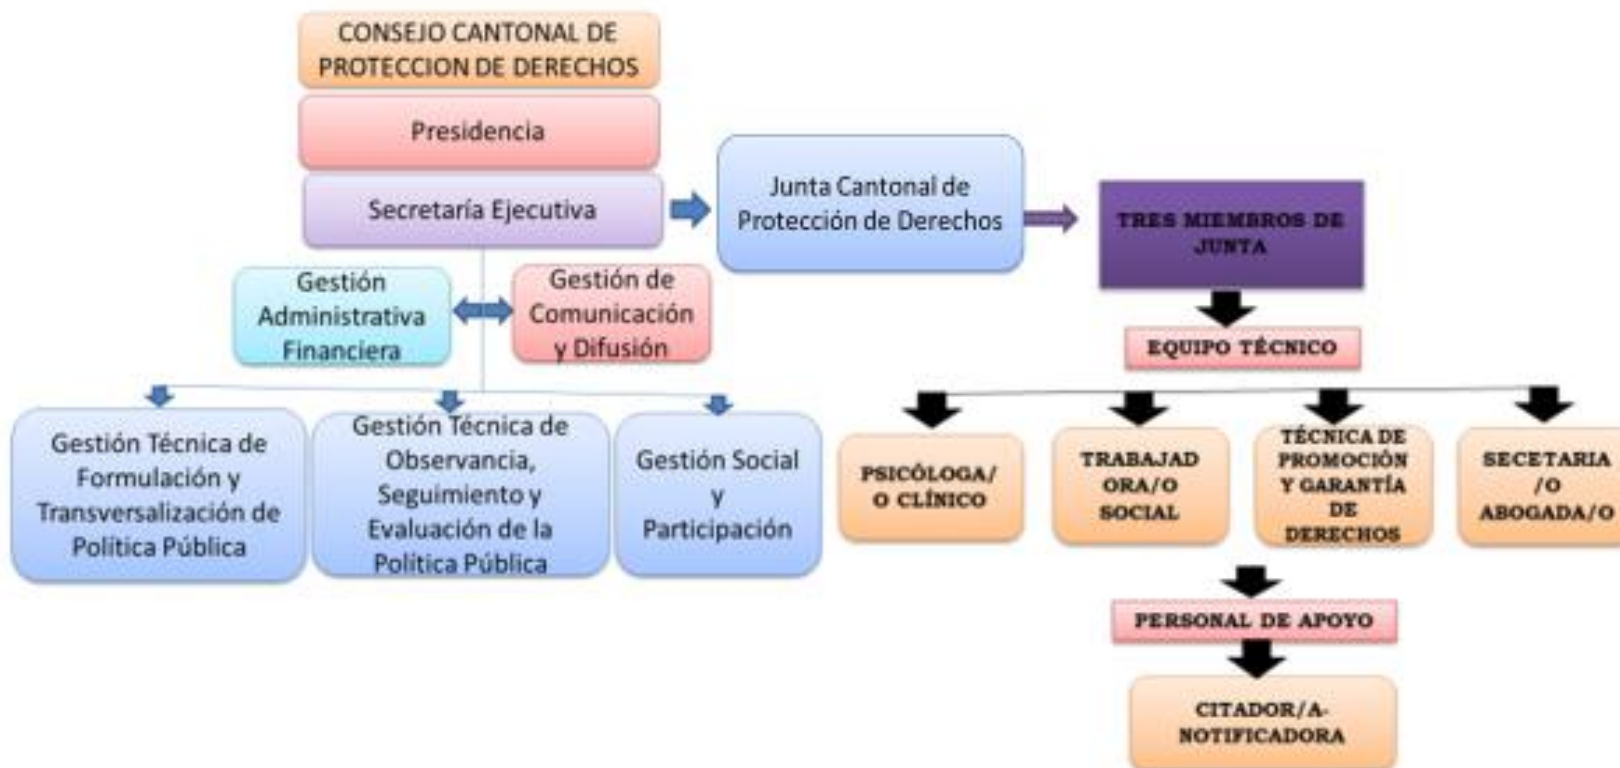 CONSEJO CANTONAL DE
PROTECCION DE DERECHOS
Presidencia
Secretaría Ejecutiva
Junta Cantonal de
Protección de Derechos
TRES MIEMBROS DE
JUNTA
Gestión
Administrativa
Financiera
Gestión de
Comunicación
y Difusión
EQUIPO TÉCNICO
Gestión Técnica de
Formulación y
Transversalización de
Política Pública
Gestión Técnica de
Observancia,
Seguimiento y
Evaluación de la
Política Pública
Gestión Social
y
Participación
PSICÓLOGA/
O CLÍNICO
TRABAJAD
ORA/O
SOCIAL
TÉCNICA DE
PROMOCIÓN
Y GARANTÍA
DE
DERECHOS
SECETARIA
/O
ABOGADA/O
PERSONAL DE APOYO
CITADOR/A-
NOTIFICADORA